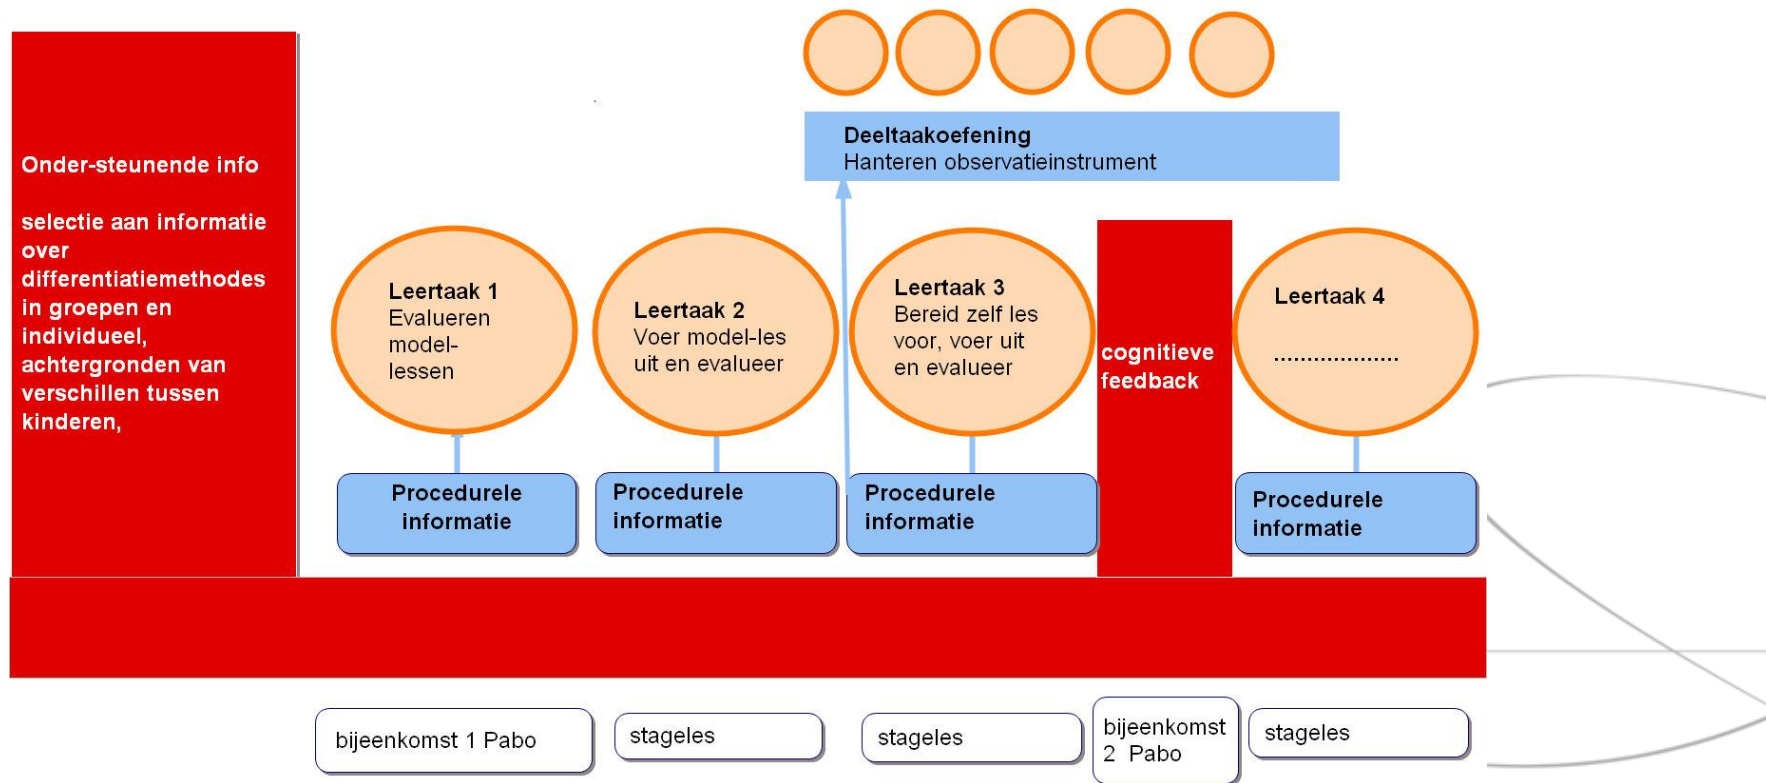 Deeltaakoefening
Hanteren observatieinstrument
Onder-steunende info
selectie aan informatie
over
differentiatiemethodes
in groepen en
individueel,
achtergronden van
verschillen tussen
kinderen,
Leertaak 1
Evalueren
model-
lessen
Leertaak 2
Voer model-les
uit en evalueer
Leertaak 3
Bereid zelf les
voor, voer uit
en evalueer
cognitieve
feedback
Leertaak 4
...................
Procedurele
informatie
Procedurele
informatie
Procedurele
informatie
Procedurele
informatie
bijeenkomst 1 Pabo
stageles
stageles
bijeenkomst
2 Pabo
stageles